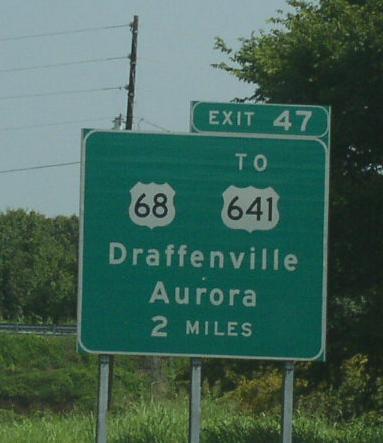 EXIT 47
TO
68 641
Draffenville
Aurora
2 MILES